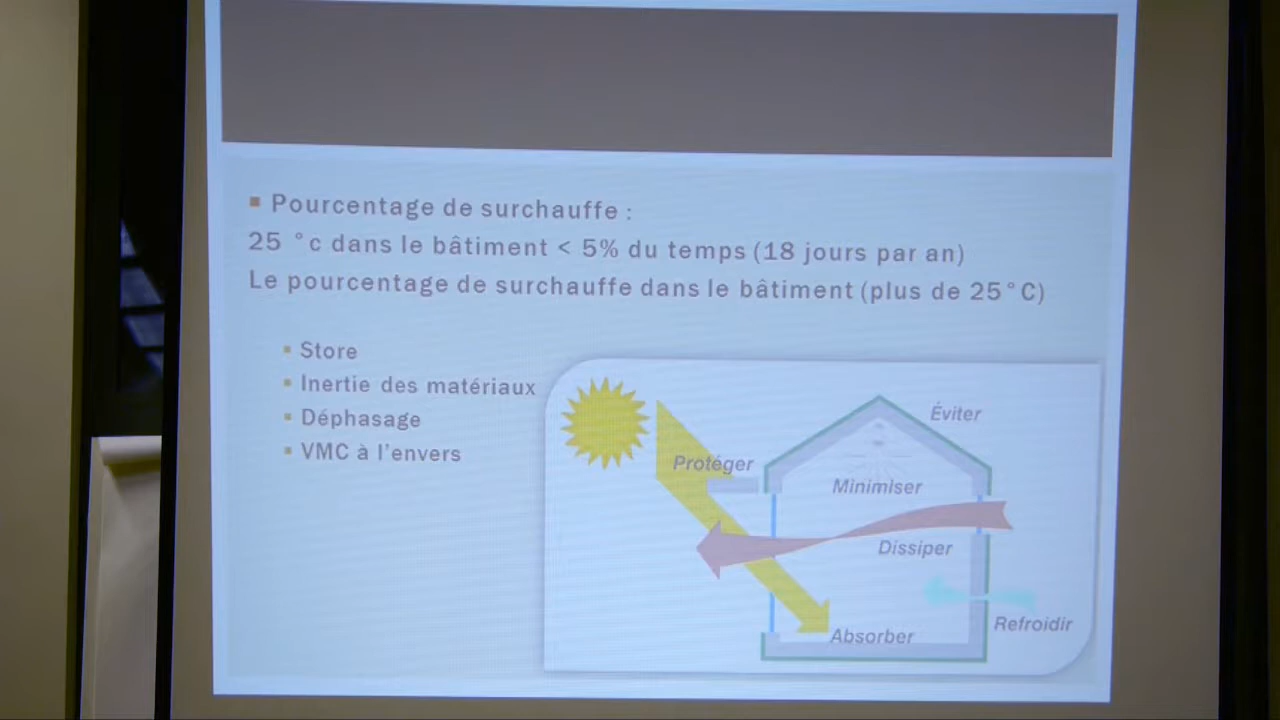 Pourcentage de surchauffe :
25 °c dans le bâtiment < 5% du temps (18 jours par an)
Le pourcentage de surchauffe dans le bâtiment (plus de 25°C)
Store
Inertie des matériaux
Déphasage
VMC à l'envers
Éviter
Protéger
Minimiser
Dissiper
Refroidir
Absorber